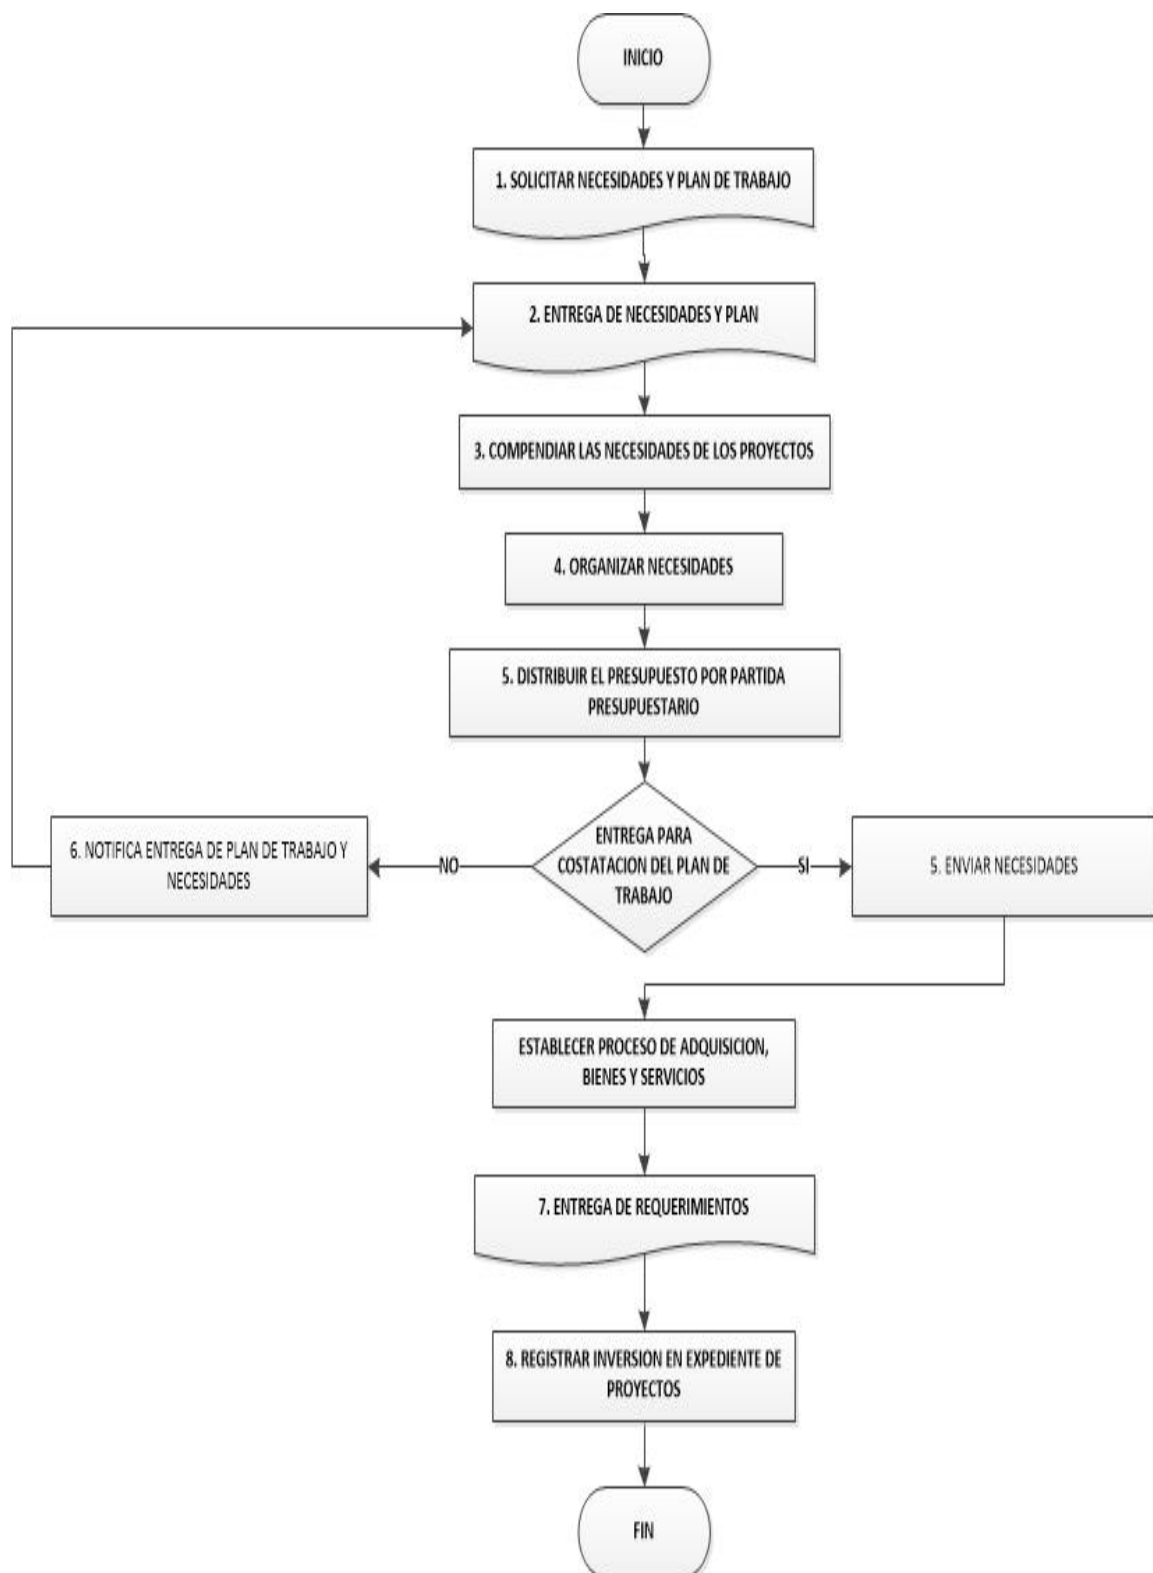 INICIO
1. SOLICITAR NECESIDADES Y PLAN DE TRABAJO
2. ENTREGA DE NECESIDADES Y PLAN
3. COMPENDIAR LAS NECESIDADES DE LOS PROYECTOS
4. ORGANIZAR NECESIDADES
5. DISTRIBUIR EL PRESUPUESTO POR PARTIDA
PRESUPUESTARIO
ENTREGA PARA
COSTATACION DEL PLAN DE
TRABAJO
NO
SI
6. NOTIFICA ENTREGA DE PLAN DE TRABAJO Y
NECESIDADES
5. ENVIAR NECESIDADES
ESTABLECER PROCESO DE ADQUISICION,
BIENES Y SERVICIOS
7. ENTREGA DE REQUERIMIENTOS
8. REGISTRAR INVERSION EN EXPEDIENTE DE
PROYECTOS
FIN